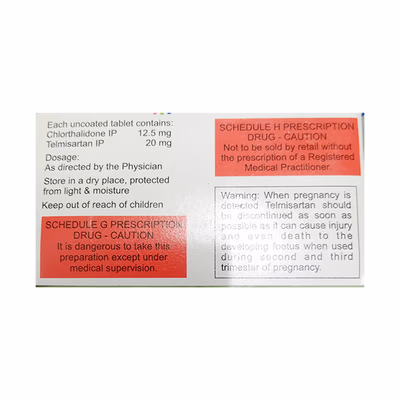 Each uncoated tablet contains:
Chlorthalidone IP 12.5 mg
Telmisartan IP 20 mg
Dosage:
As directed by the Physician
Store in a dry place, protected
from light & moisture
Keep out of reach of children
SCHEDULE G PRESCRIPTION
DRUG - CAUTION
It is dangerous to take this
preparation except under
medical supervision.
SCHEDULE H PRESCRIPTION
DRUG - CAUTION
Not to be sold by retail without
the prescription of a Registered
Medical Practitioner.
Warning: When pregnancy is
detected Telmisartan should
be discontinued as soon as
possible as it can cause injury
and even death to the
developing foetus when used
during second and third
trimester of pregnancy.